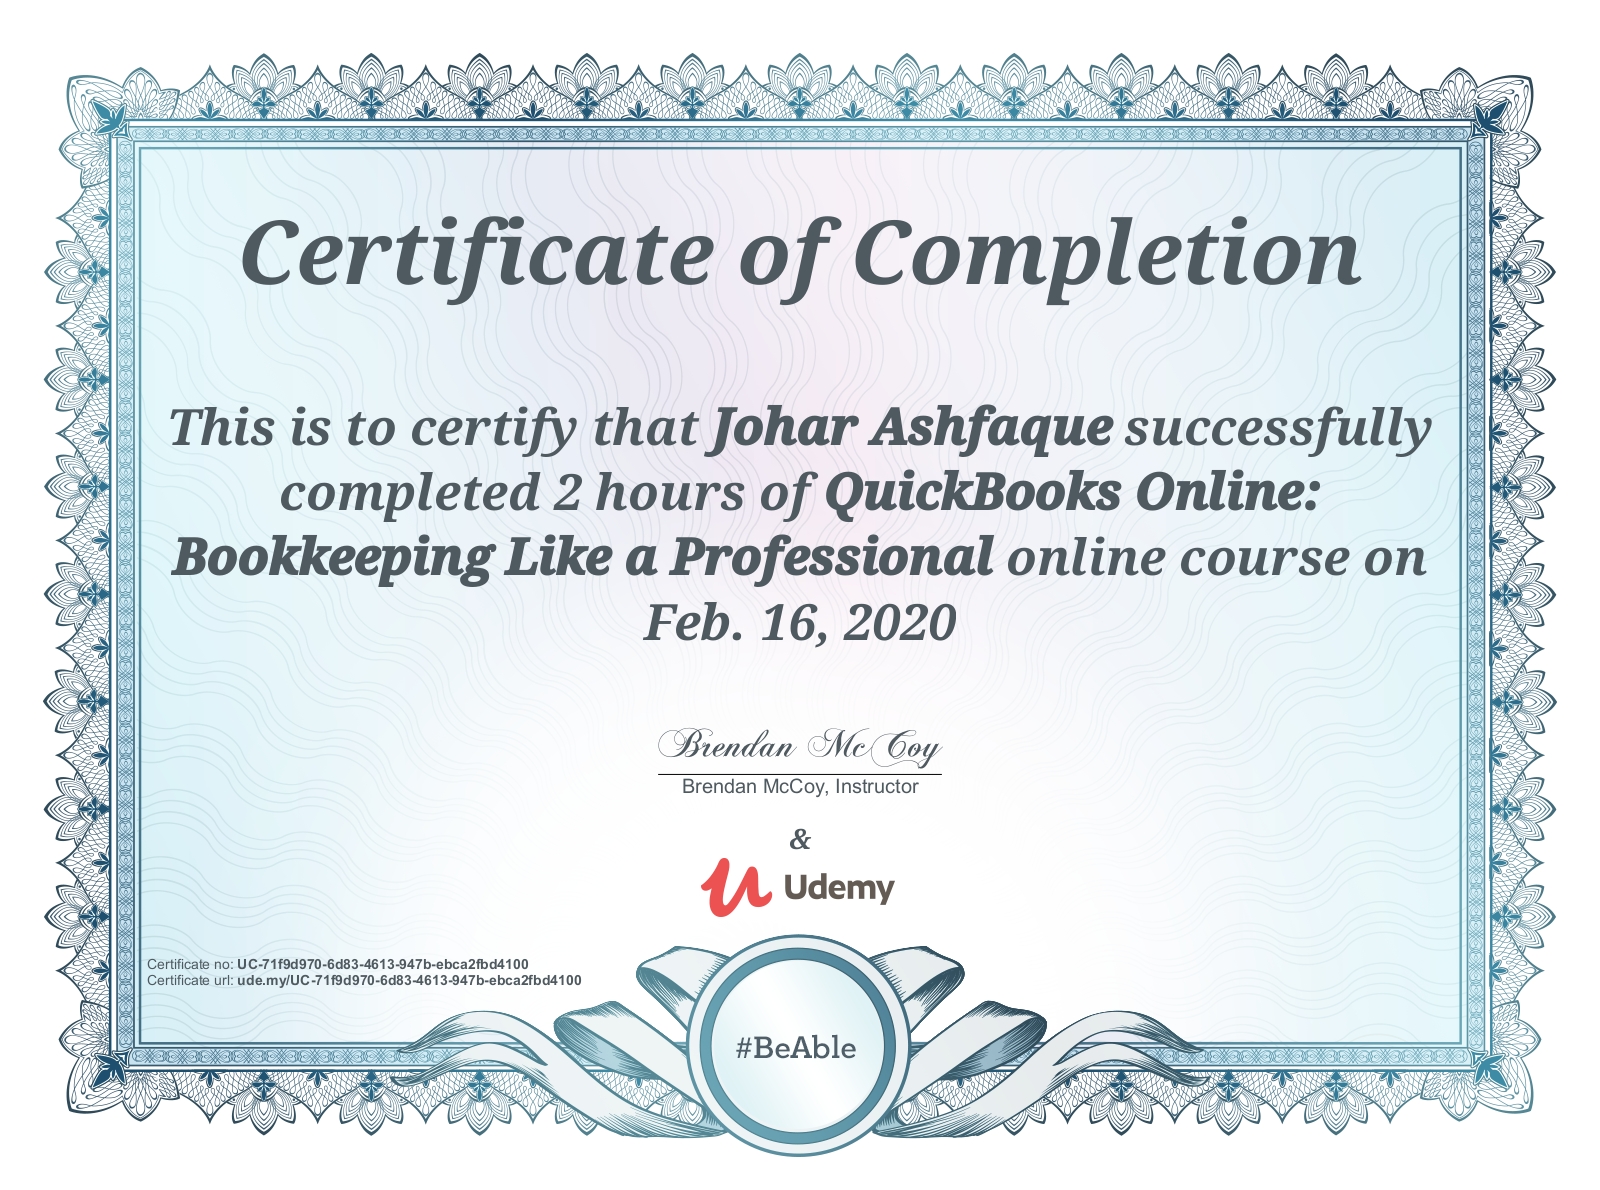 Certificate of Completion
This is to certify that Johar Ashfaque successfully
completed 2 hours of QuickBooks Online:
Bookkeeping Like a Professional online course on
Feb. 16, 2020
Brendan McCoy
Brendan McCoy, Instructor
&
Udemy
Certificate no: UC-71f9d970-6d83-4613-947b-ebca2fbd4100
Certificate url: ude.my/UC-71f9d970-6d83-4613-947b-ebca2fbd4100
#BeAble